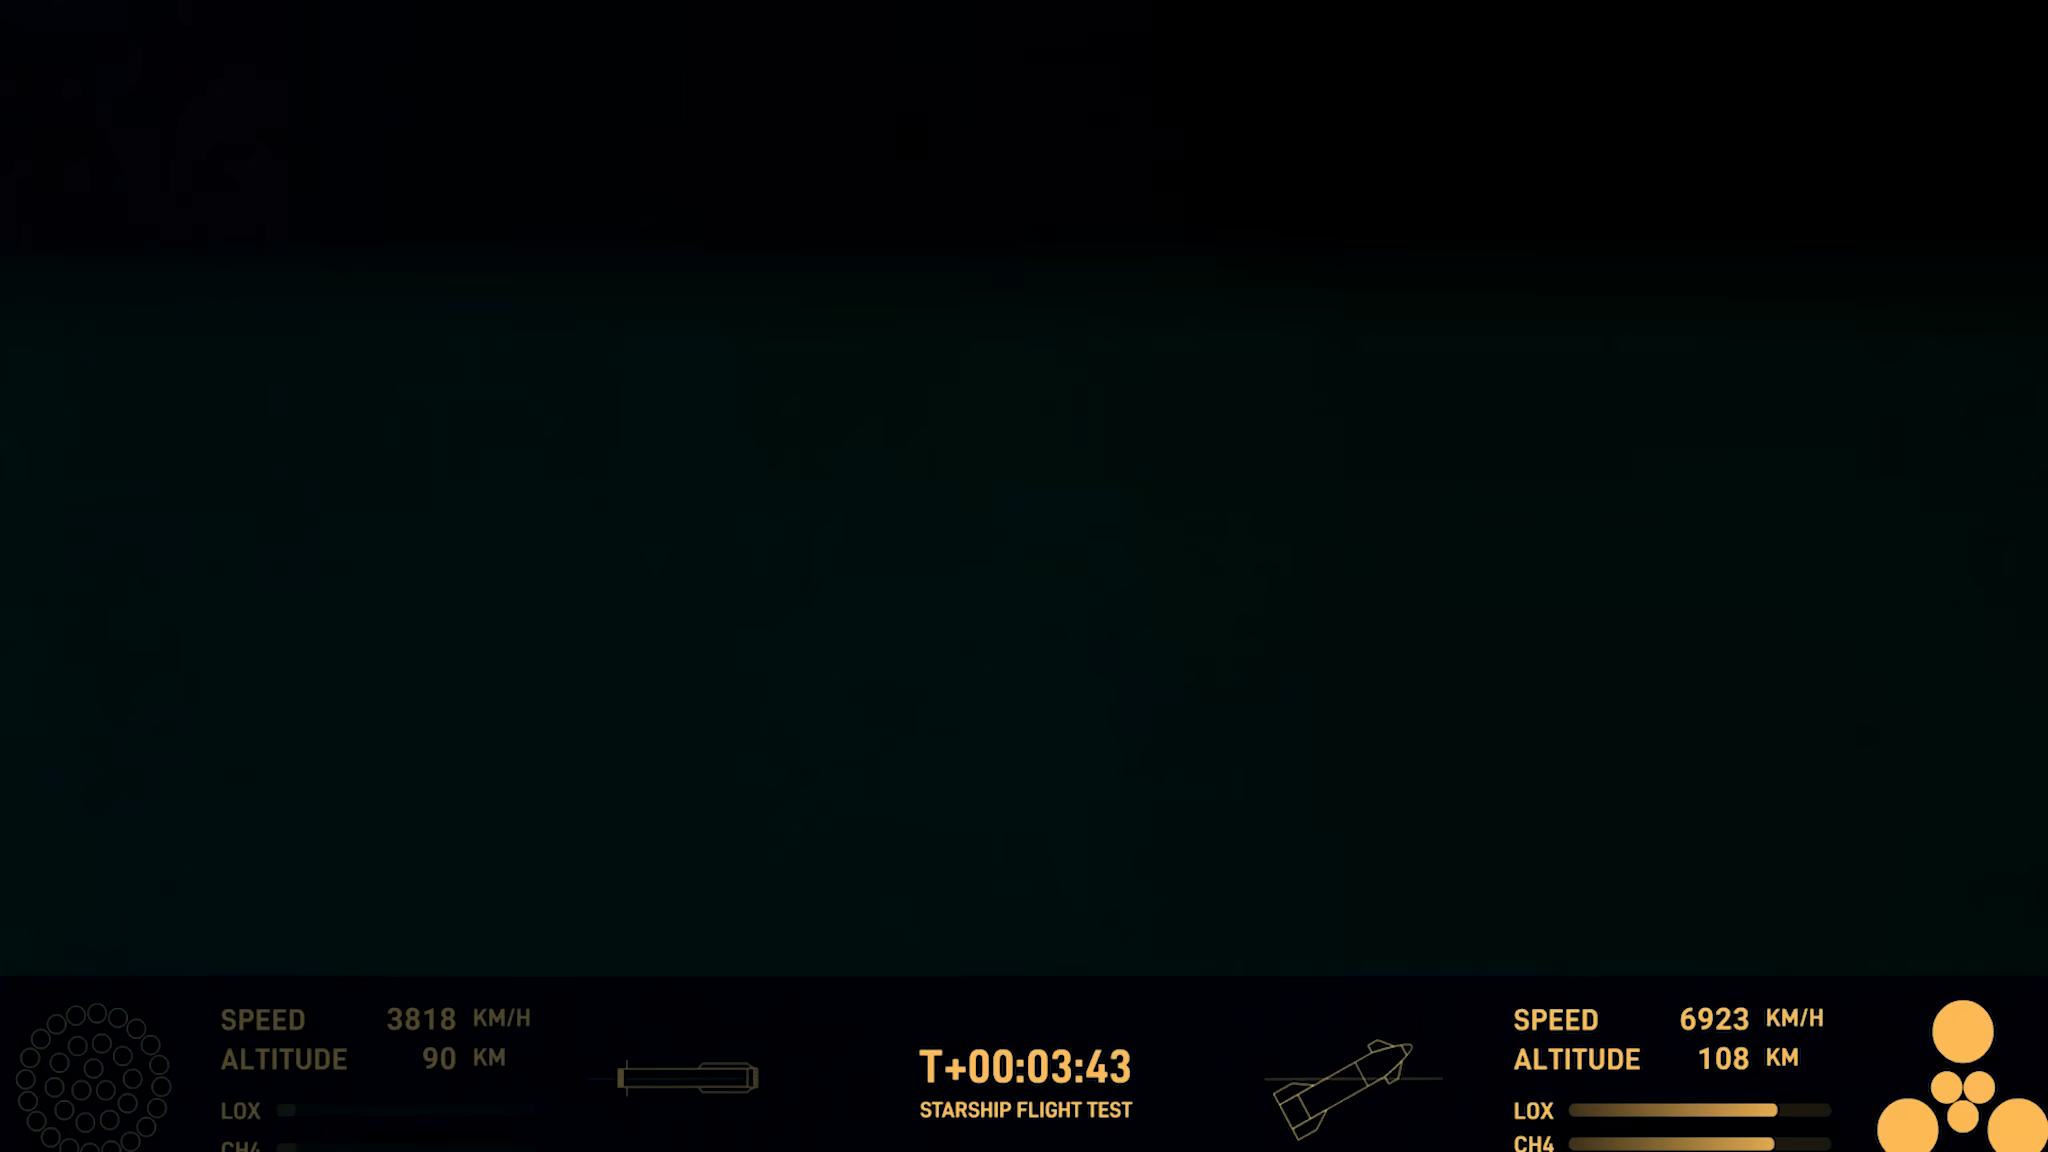 SPEED 3818 KM/H
ALTITUDE 90 KM
LOX
CH4
T+00:03:43
STARSHIP FLIGHT TEST
SPEED 6923 KM/H
ALTITUDE 108 KM
LOX
CH4